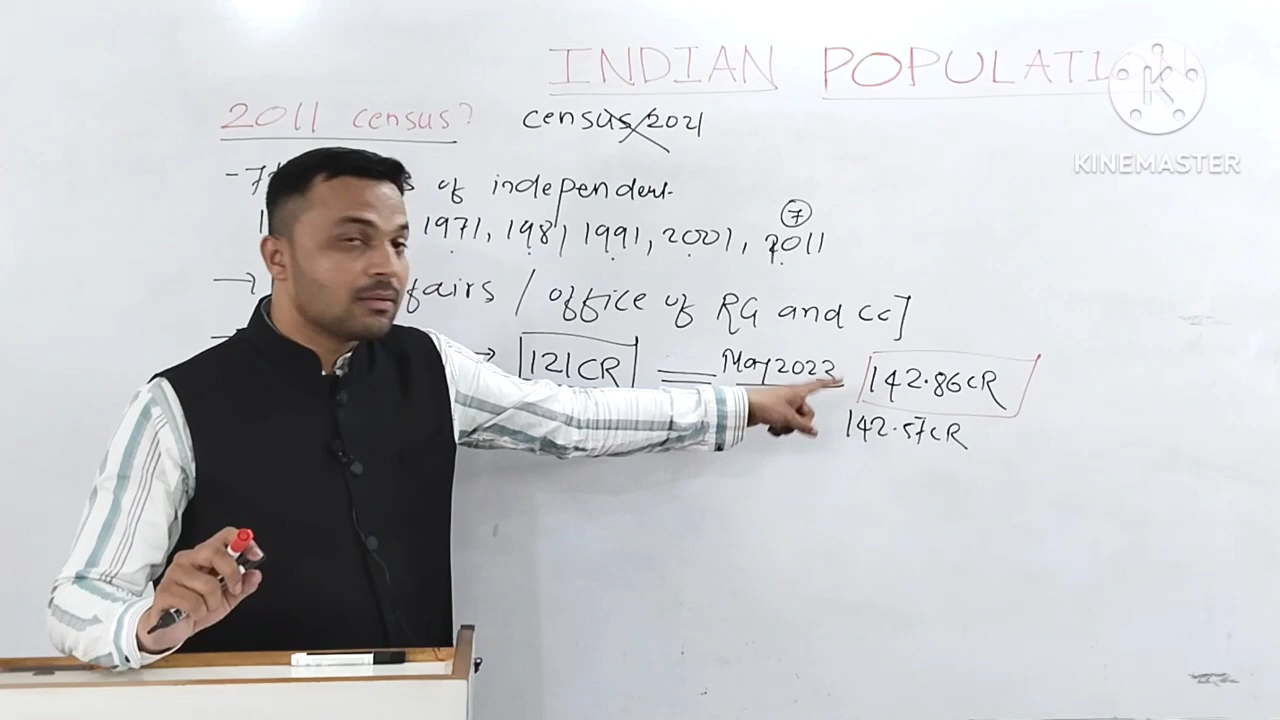 INDIAN POPULATI
K
KINEMASTER
2011 census? census 2021
-7 of independent
1971, 1981, 1991, 2001, 2011 7
→ fairs / office of RG and CC]
→ 121CR = May 2023 142.86CR
142.57CR